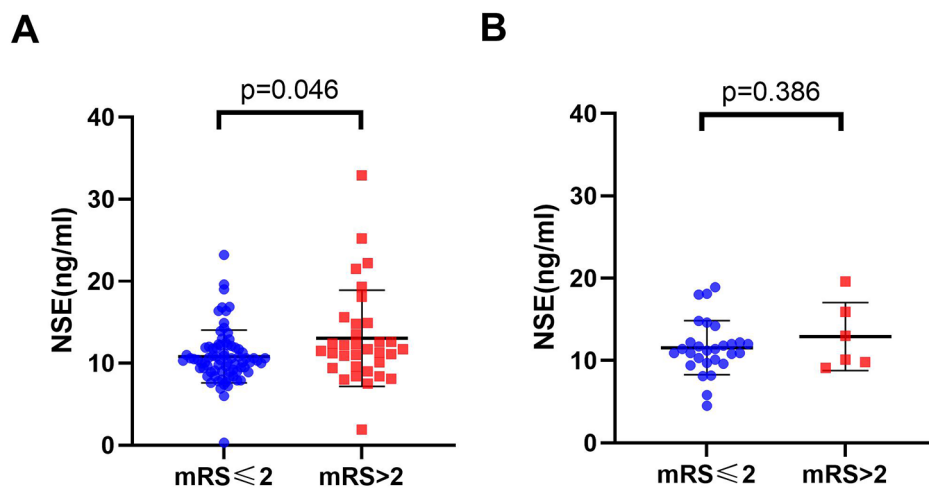 A
p=0.046
NSE(ng/ml)
40
30
20
10
0
mRS≤2
mRS>2
B
p=0.386
NSE(ng/ml)
40
30
20
10
0
mRS≤2
mRS>2